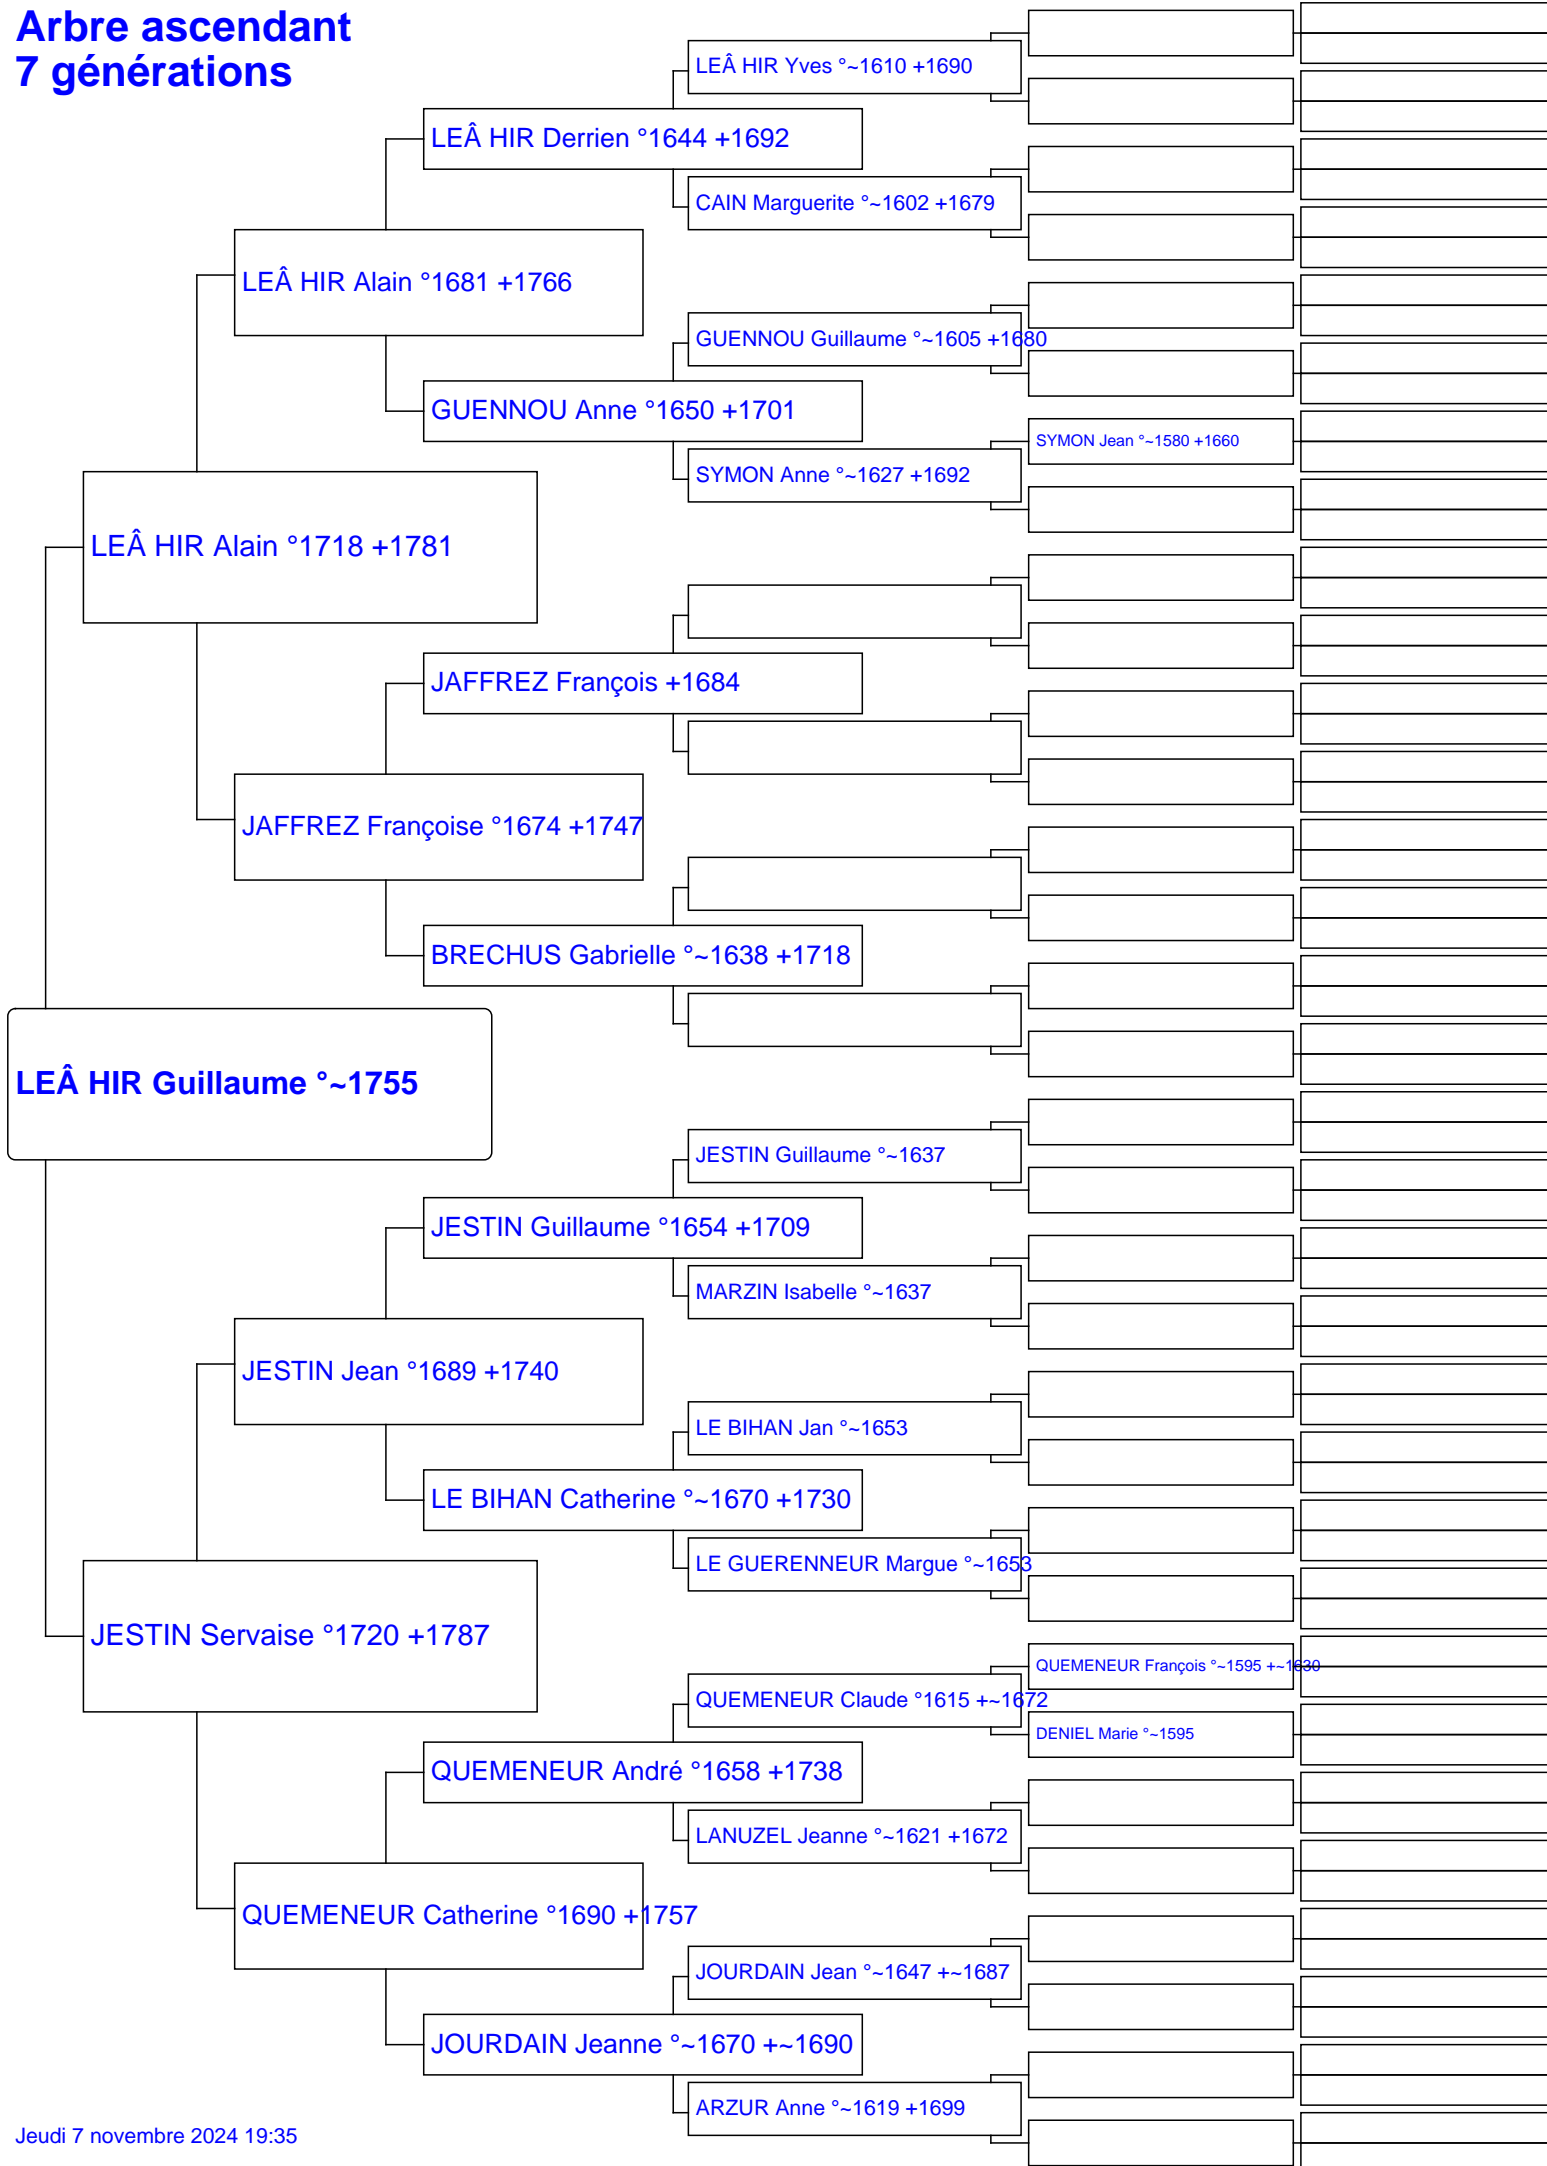 Arbre ascendant
7 générations
LEÂ HIR Yves °~1610 +1690
LEÂ HIR Derrien °1644 +1692
CAIN Marguerite °~1602 +1679
LEÂ HIR Alain °1681 +1766
GUENNOU Guillaume °~1605 +1680
GUENNOU Anne °1650 +1701
SYMON Jean °~1580 +1660
SYMON Anne °~1627 +1692
LEÂ HIR Alain °1718 +1781
JAFFREZ François +1684
JAFFREZ Françoise °1674 +1747
BRECHUS Gabrielle °~1638 +1718
LEÂ HIR Guillaume °~1755
JESTIN Guillaume °~1637
JESTIN Guillaume °1654 +1709
MARZIN Isabelle °~1637
JESTIN Jean °1689 +1740
LE BIHAN Jan °~1653
LE BIHAN Catherine °~1670 +1730
LE GUERENNEUR Margue °~1653
JESTIN Servaise °1720 +1787
QUEMENEUR François °~1595 +~1630
QUEMENEUR Claude °1615 +~1672
DENIEL Marie °~1595
QUEMENEUR André °1658 +1738
LANUZEL Jeanne °~1621 +1672
QUEMENEUR Catherine °1690 +1757
JOURDAIN Jean °~1647 +~1687
JOURDAIN Jeanne °~1670 +~1690
ARZUR Anne °~1619 +1699
Jeudi 7 novembre 2024 19:35